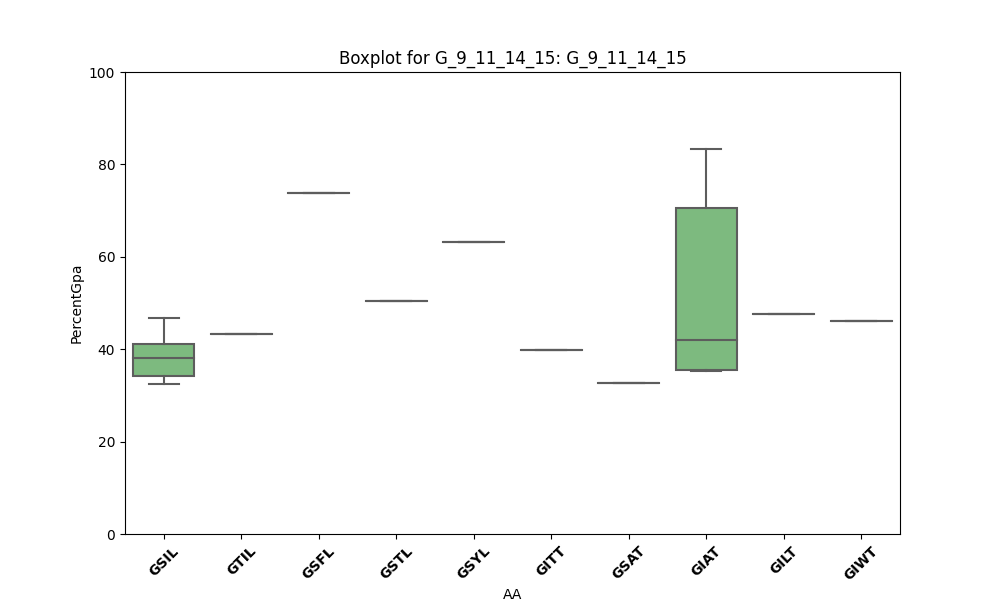 Boxplot for G_9_11_14_15: G_9_11_14_15
100
80
60
40
20
0
PercentGpa
GSIL GTIL GSFL GSTL GSYL GITT GSAT GIAT GILT GIWT
AA